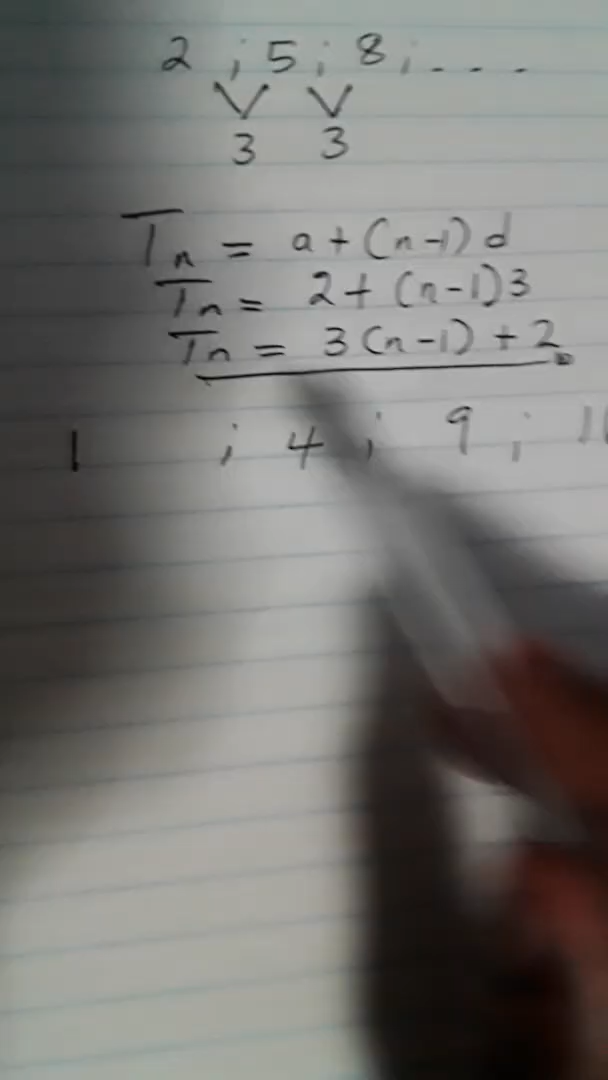 2 ; 5 ; 8 ; . . .
3 3
Tn = a + (n-1) d
Tn = 2 + (n-1) 3
Tn = 3 (n-1) + 2
1 ; 4 ; 9 ;